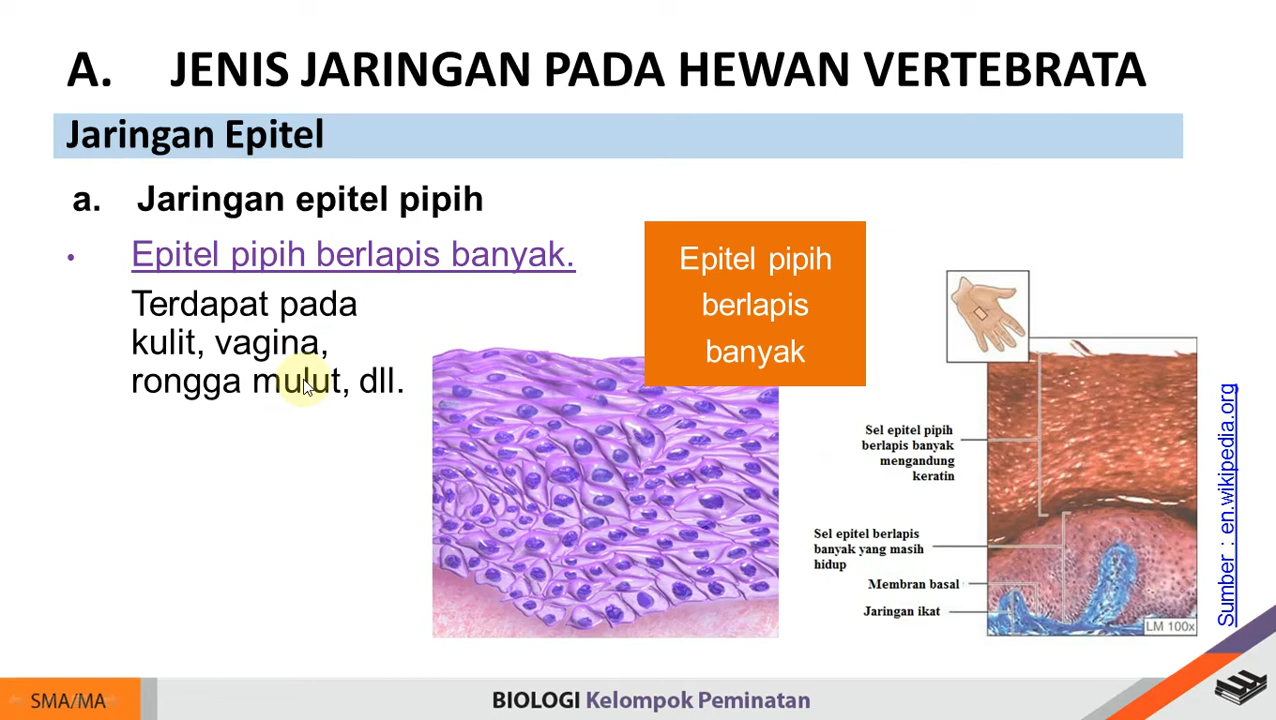 A. JENIS JARINGAN PADA HEWAN VERTEBRATA
Jaringan Epitel
a. Jaringan epitel pipih
• Epitel pipih berlapis banyak.
Terdapat pada
kulit, vagina,
rongga mulut, dll.
Epitel pipih
berlapis
banyak
Sel epitel pipih
berlapis banyak
mengandung
keratin
Sel epitel berlapis
banyak yang masih
hidup
Membran basal
Jaringan ikat
LM 100x
Sumber : en.wikipedia.org
SMA/MA
BIOLOGI Kelompok Peminatan